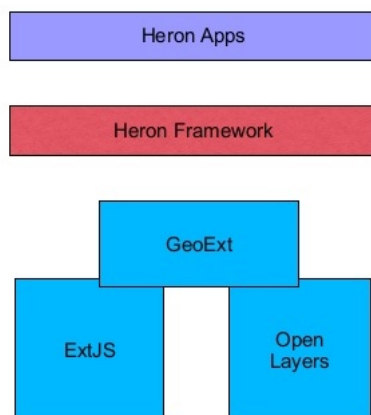 Heron Apps
Heron Framework
GeoExt
ExtJS
Open
Layers